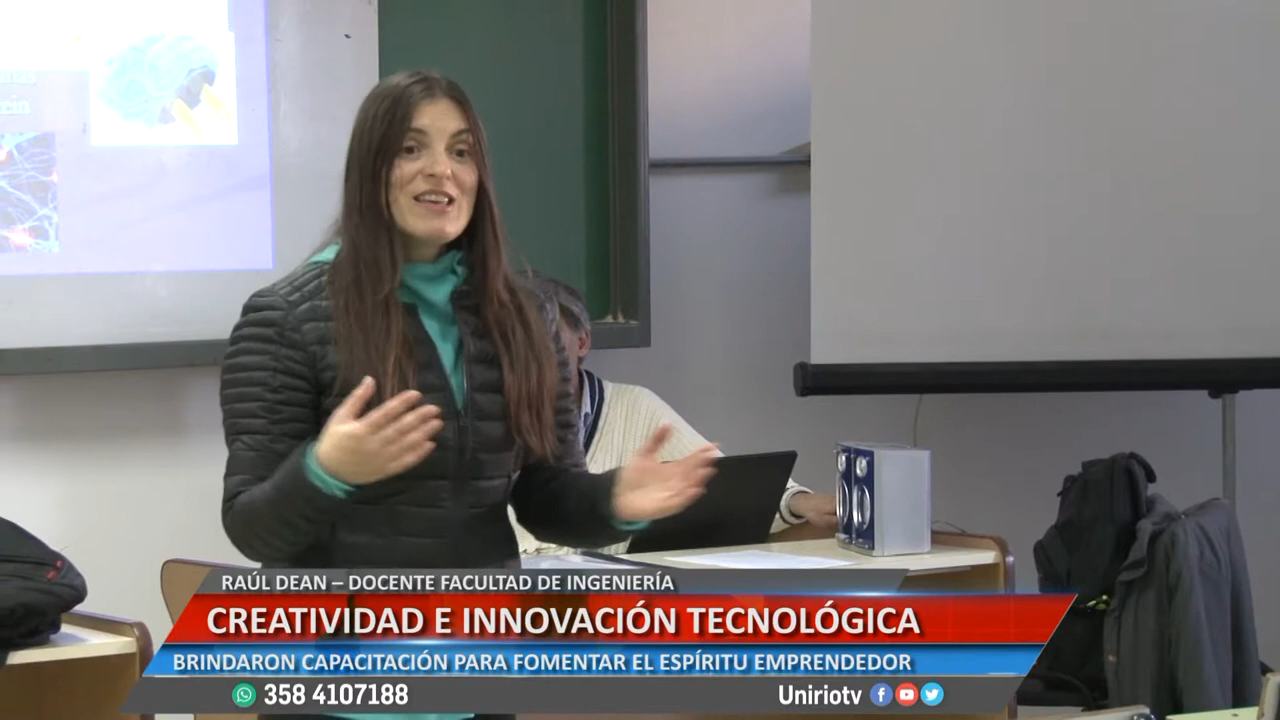 RAÚL DEAN – DOCENTE FACULTAD DE INGENIERÍA
CREATIVIDAD E INNOVACIÓN TECNOLÓGICA
BRINDARON CAPACITACIÓN PARA FOMENTAR EL ESPÍRITU EMPRENDEDOR
358 4107188
Uniriotv